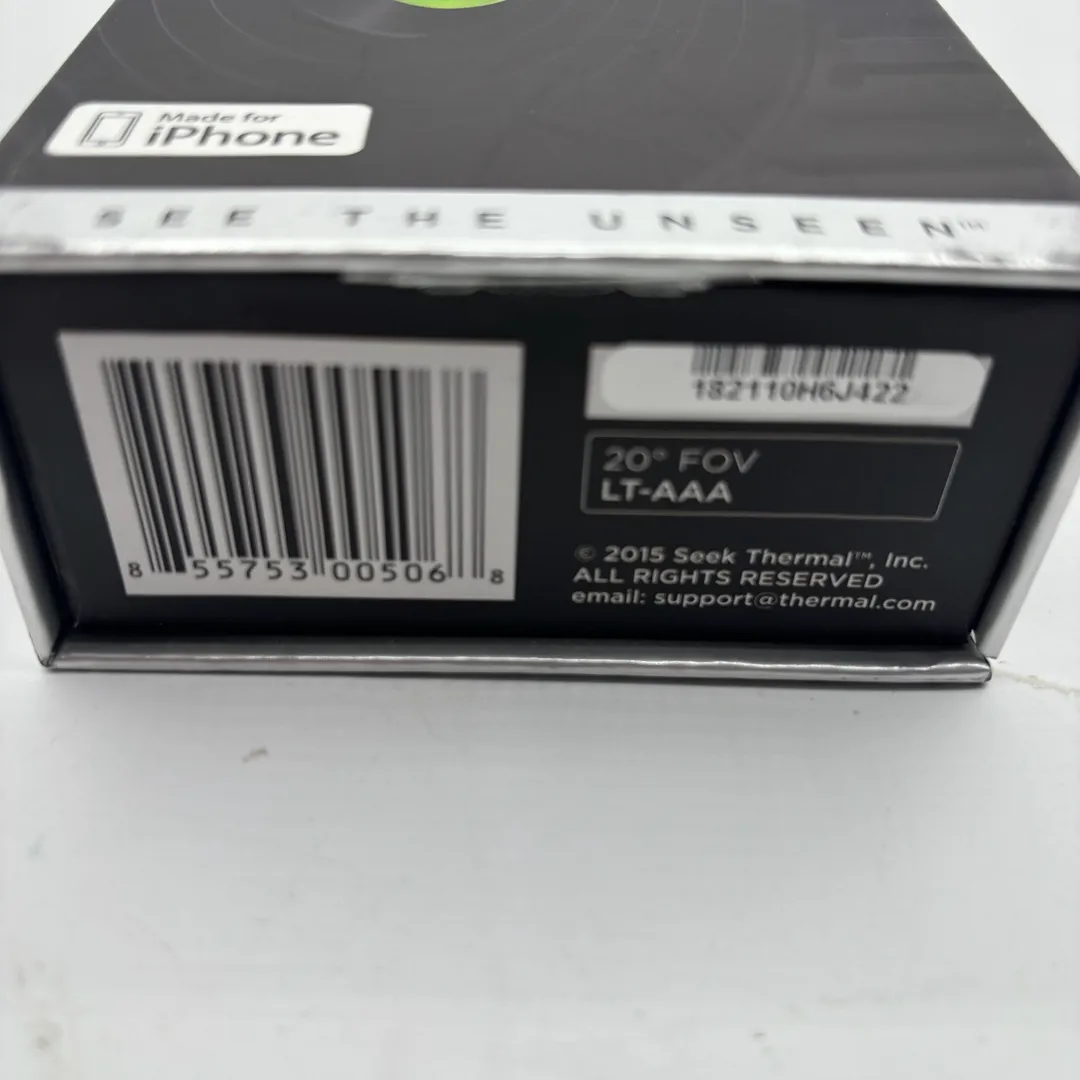 Made for
iPhone
SEE THE UNSEEN™
182110H6J422
20° FOV
LT-AAA
8 55753 00506 8
© 2015 Seek Thermal™, Inc.
ALL RIGHTS RESERVED
email: support@thermal.com